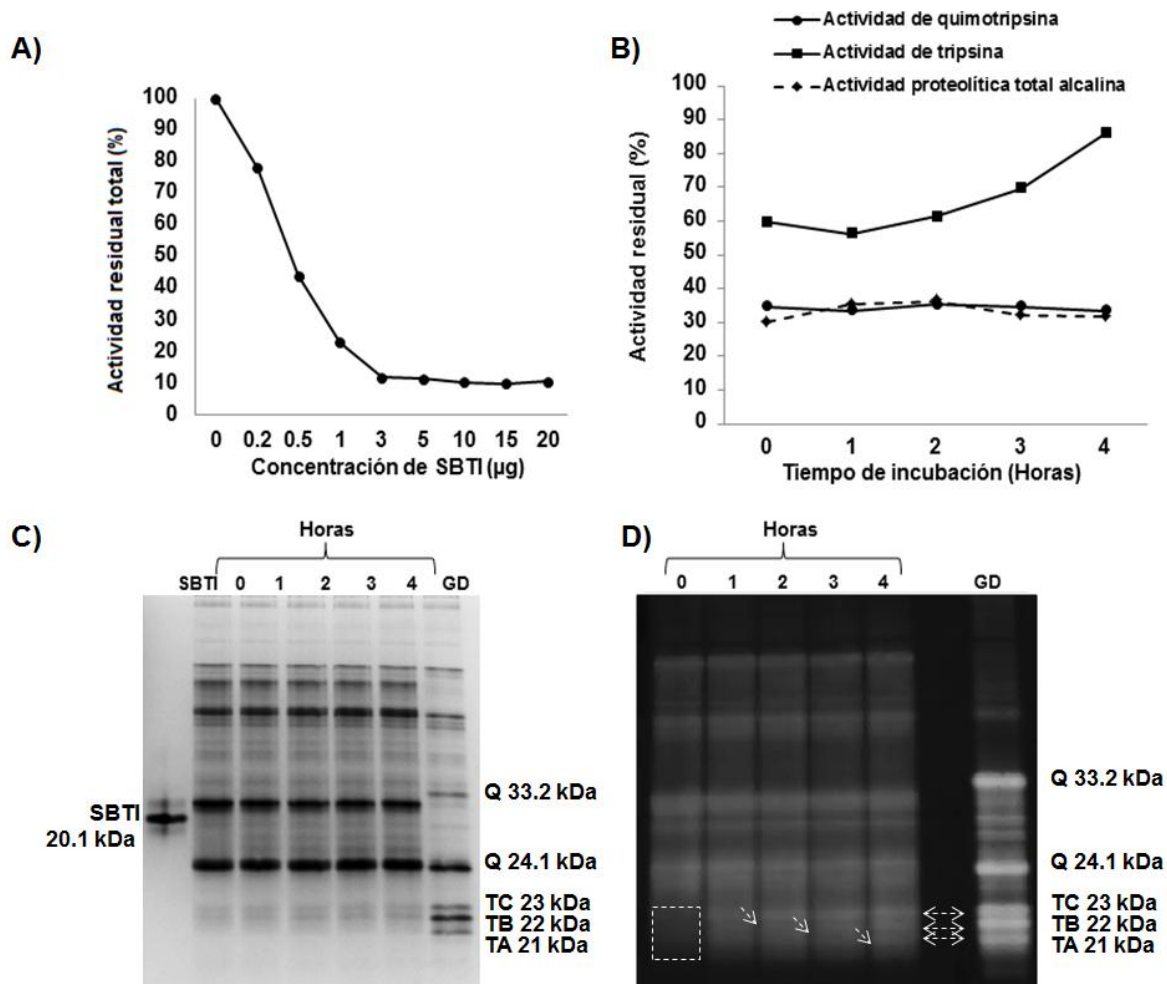 A)
Actividad residual total (%)
100
90
80
70
60
50
40
30
20
10
0
0 0.2 0.5 1 3 5 10 15 20
Concentración de SBTI (µg)
B)
Actividad de quimotripsina
Actividad de tripsina
Actividad proteolítica total alcalina
Actividad residual (%)
100
90
80
70
60
50
40
30
20
10
0
0 1 2 3 4
Tiempo de incubación (Horas)
C)
Horas
SBTI 0 1 2 3 4 GD
SBTI
20.1 kDa
Q 33.2 kDa
Q 24.1 kDa
TC 23 kDa
TB 22 kDa
TA 21 kDa
D)
Horas
0 1 2 3 4 GD
Q 33.2 kDa
Q 24.1 kDa
TC 23 kDa
TB 22 kDa
TA 21 kDa